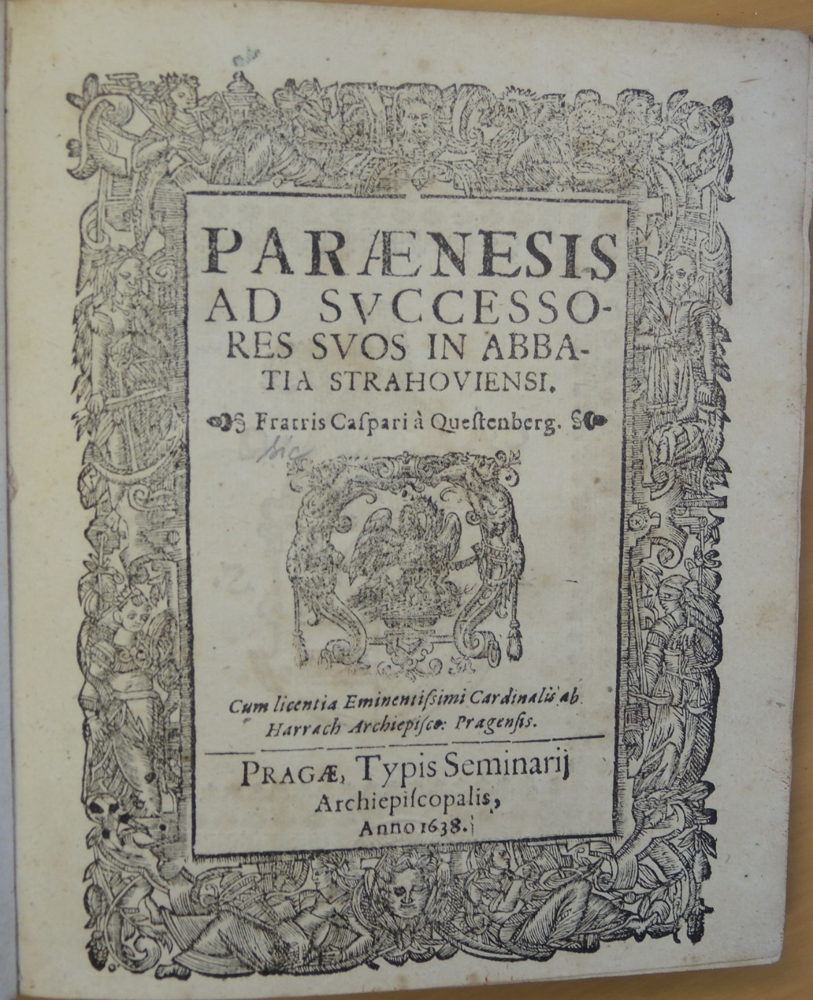 PARÆNESIS
AD SVCCESSO-
RES SVOS IN ABBA-
TIA STRAHOVIENSI.
Fratris Caſpari à Queſtenberg.
sic
Cum licentia Eminentiſsimi Cardinalis ab
Harrach Archiepiſco: Pragenſis.
PRAGÆ, Typis Seminarij
Archiepiſcopalis,
Anno 1638.